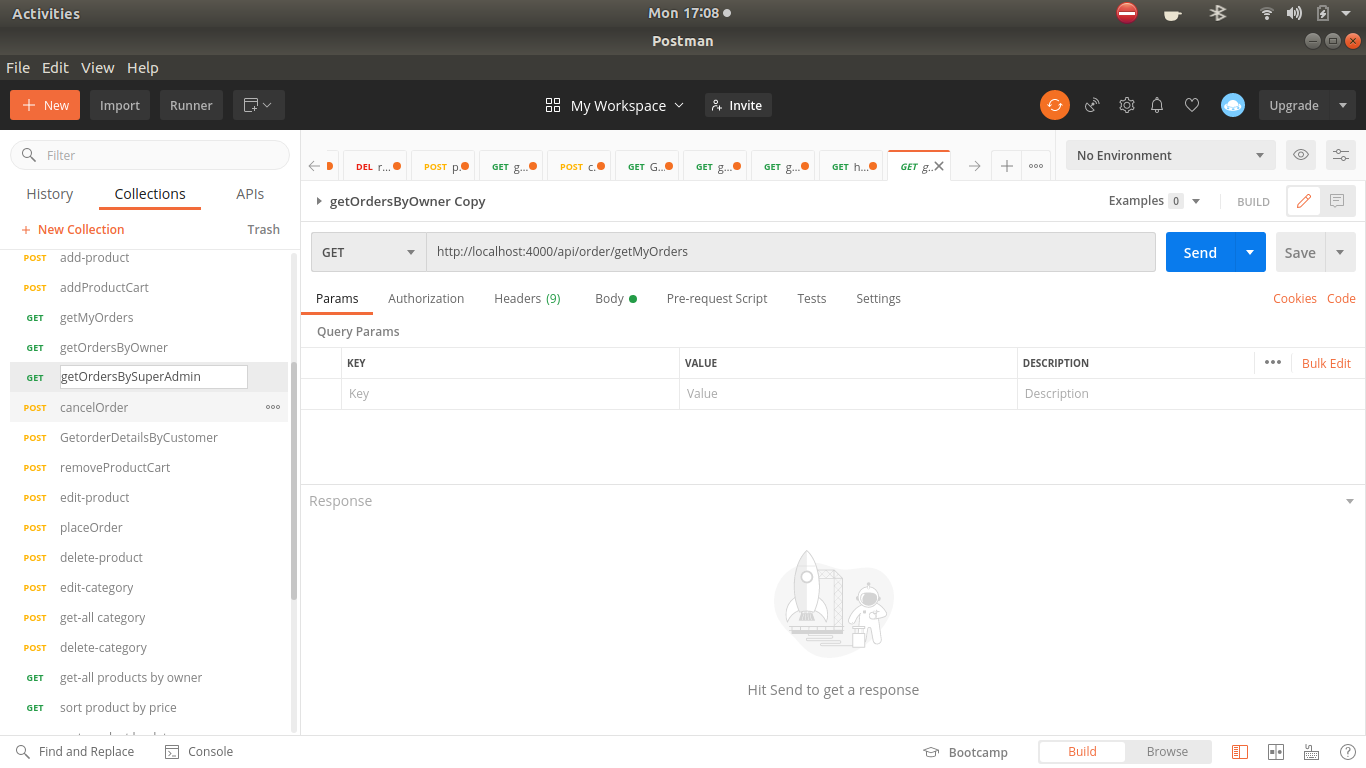 Activities
Mon 17:08
Postman
File Edit View Help
New
Import
Runner
My Workspace
Invite
Upgrade
Filter
History
Collections
APIs
New Collection
Trash
POST add-product
POST addProductCart
GET getMyOrders
GET getOrdersByOwner
GET getOrdersBySuperAdmin
POST cancelOrder
POST GetorderDetailsByCustomer
POST removeProductCart
POST edit-product
POST placeOrder
POST delete-product
POST edit-category
POST get-all category
POST delete-category
GET get-all products by owner
GET sort product by price
DEL r...
POST p.
GET g...
POST c.
GET G...
GET g...
GET g...
GET h...
GET g..
No Environment
getOrdersByOwner Copy
Examples 0
BUILD
GET
http://localhost:4000/api/order/getMyOrders
Send
Save
Params
Authorization
Headers (9)
Body
Pre-request Script
Tests
Settings
Cookies
Code
Query Params
KEY
VALUE
DESCRIPTION
Bulk Edit
Key
Value
Description
Response
Hit Send to get a response
Find and Replace
Console
Bootcamp
Build
Browse